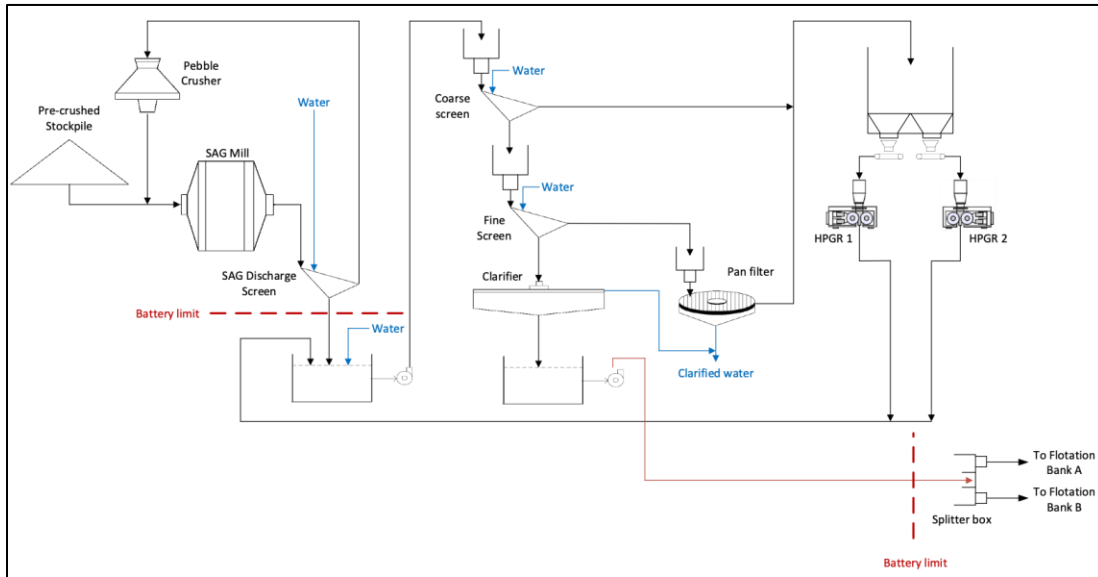 Pebble
Crusher
Pre-crushed
Stockpile
Water
SAG Mill
SAG Discharge
Screen
Battery limit
Water
Water
Coarse
screen
Water
Fine
Screen
Clarifier
Pan filter
Clarified water
HPGR 1
HPGR 2
To Flotation
Bank A
To Flotation
Bank B
Splitter box
Battery limit